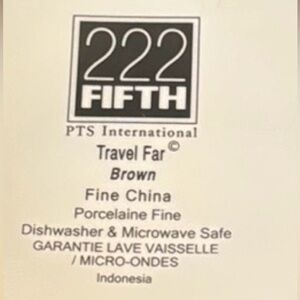 222
FIFTH
PTS International
Travel Far©
Brown
Fine China
Porcelaine Fine
Dishwasher & Microwave Safe
GARANTIE LAVE VAISSELLE
/ MICRO-ONDES
Indonesia